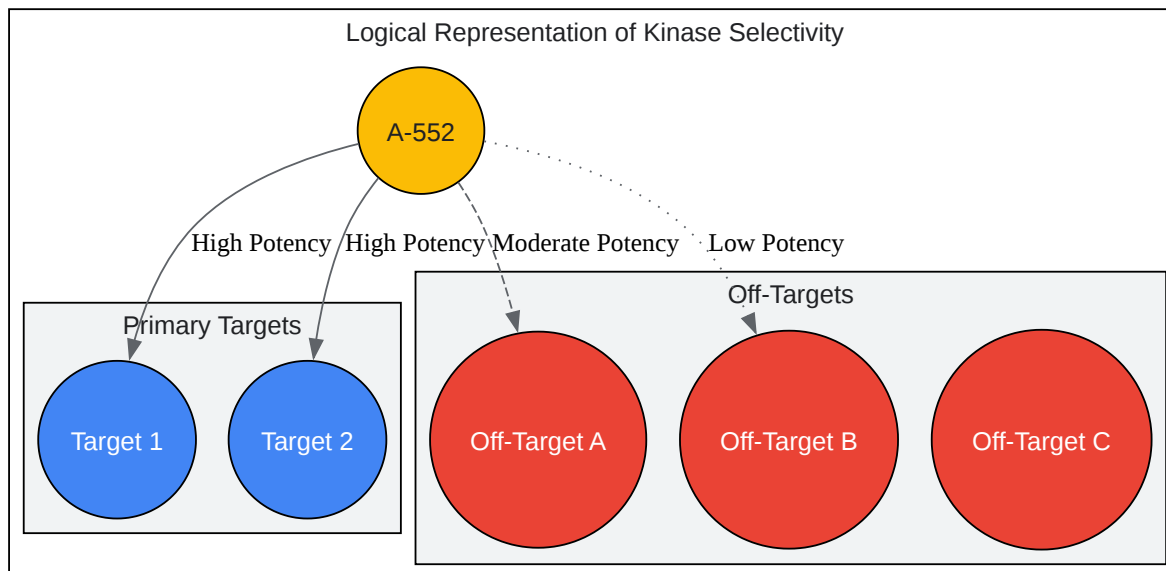 Logical Representation of Kinase Selectivity
A-552
High Potency
High Potency
Moderate Potency
Low Potency
Primary Targets
Off-Targets
Target 1
Target 2
Off-Target A
Off-Target B
Off-Target C